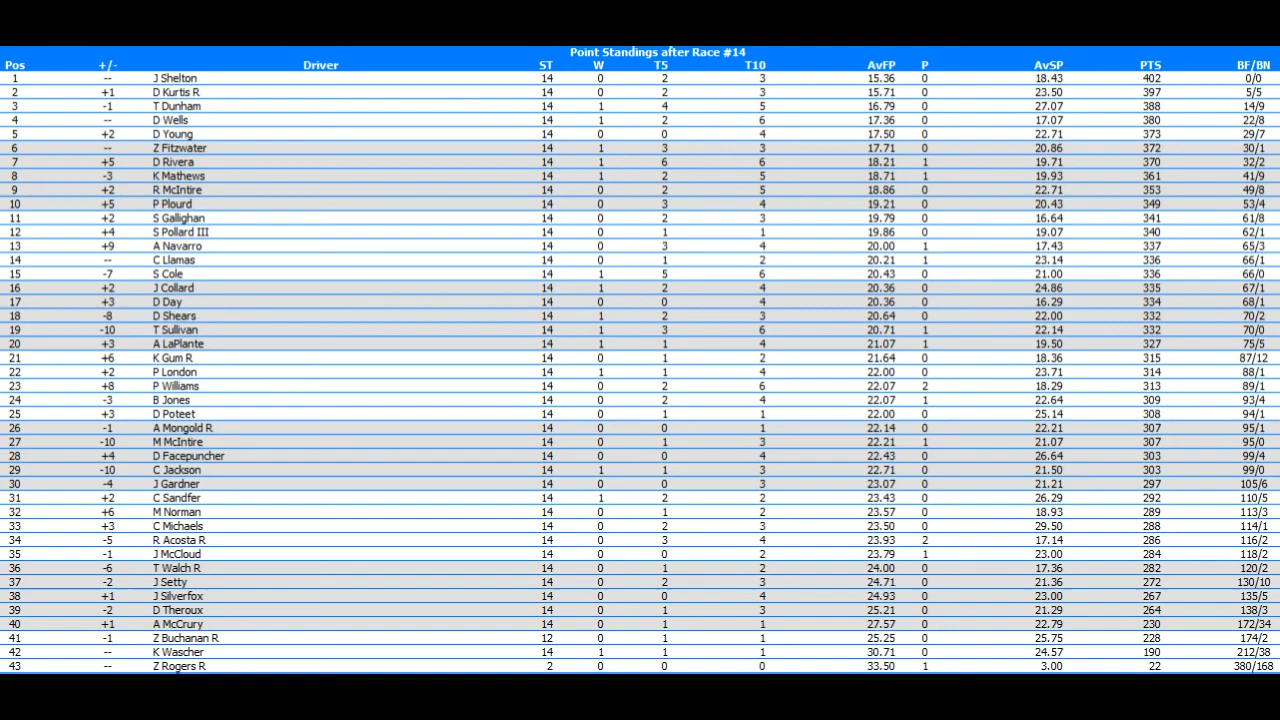 Point Standings after Race #14
Pos +/- Driver ST W T5 T10 AvFP P AvSP PTS BF/BN
1 -- J Shelton 14 0 2 3 15.36 0 18.43 402 0/0
2 +1 D Kurtis R 14 0 2 3 15.71 0 23.50 397 5/5
3 -1 T Dunham 14 1 4 5 16.79 0 27.07 388 14/9
4 -- D Wells 14 1 2 6 17.36 0 17.07 380 22/8
5 +2 D Young 14 0 0 4 17.50 0 22.71 373 29/7
6 -- Z Fitzwater 14 1 3 3 17.71 0 20.86 372 30/1
7 +5 D Rivera 14 1 6 6 18.21 1 19.71 370 32/2
8 -3 K Mathews 14 1 2 5 18.71 1 19.93 361 41/9
9 +2 R McIntire 14 0 2 5 18.86 0 22.71 353 49/8
10 +5 P Plourd 14 0 3 4 19.21 0 20.43 349 53/4
11 +2 S Gallighan 14 0 2 3 19.79 0 16.64 341 61/8
12 +4 S Pollard III 14 0 1 1 19.86 0 19.07 340 62/1
13 +9 A Navarro 14 0 3 4 20.00 1 17.43 337 65/3
14 -- C Llamas 14 0 1 2 20.21 1 23.14 336 66/1
15 -7 S Cole 14 1 5 6 20.43 0 21.00 336 66/0
16 +2 J Collard 14 1 2 4 20.36 0 24.86 335 67/1
17 +3 D Day 14 0 0 4 20.36 0 16.29 334 68/1
18 -8 D Shears 14 1 2 3 20.64 0 22.00 332 70/2
19 -10 T Sullivan 14 1 3 6 20.71 1 22.14 332 70/0
20 +3 A LaPlante 14 1 1 4 21.07 1 19.50 327 75/5
21 +6 K Gum R 14 0 1 2 21.64 0 18.36 315 87/12
22 +2 P London 14 1 1 4 22.00 0 23.71 314 88/1
23 +8 P Williams 14 0 2 6 22.07 2 18.29 313 89/1
24 -3 B Jones 14 0 2 4 22.07 1 22.64 309 93/4
25 +3 D Poteet 14 0 1 1 22.00 0 25.14 308 94/1
26 -1 A Mongold R 14 0 0 1 22.14 0 22.21 307 95/1
27 -10 M McIntire 14 0 1 3 22.21 1 21.07 307 95/0
28 +4 D Facepuncher 14 0 0 4 22.43 0 26.64 303 99/4
29 -10 C Jackson 14 1 1 3 22.71 0 21.50 303 99/0
30 -4 J Gardner 14 0 0 3 23.07 0 21.21 297 105/6
31 +2 C Sandfer 14 1 2 2 23.43 0 26.29 292 110/5
32 +6 M Norman 14 0 1 2 23.57 0 18.93 289 113/3
33 +3 C Michaels 14 0 2 3 23.50 0 29.50 288 114/1
34 -5 R Acosta R 14 0 3 4 23.93 2 17.14 286 116/2
35 -1 J McCloud 14 0 0 2 23.79 1 23.00 284 118/2
36 -6 T Walch R 14 0 1 2 24.00 0 17.36 282 120/2
37 -2 J Setty 14 0 2 3 24.71 0 21.36 272 130/10
38 +1 J Silverfox 14 0 0 4 24.93 0 23.00 267 135/5
39 -2 D Theroux 14 0 1 3 25.21 0 21.29 264 138/3
40 +1 A McCrury 14 0 1 1 27.57 0 22.79 230 172/34
41 -1 Z Buchanan R 12 0 1 1 25.25 0 25.75 228 174/2
42 -- K Wascher 14 1 1 1 30.71 0 24.57 190 212/38
43 -- Z Rogers R 2 0 0 0 33.50 1 3.00 22 380/168